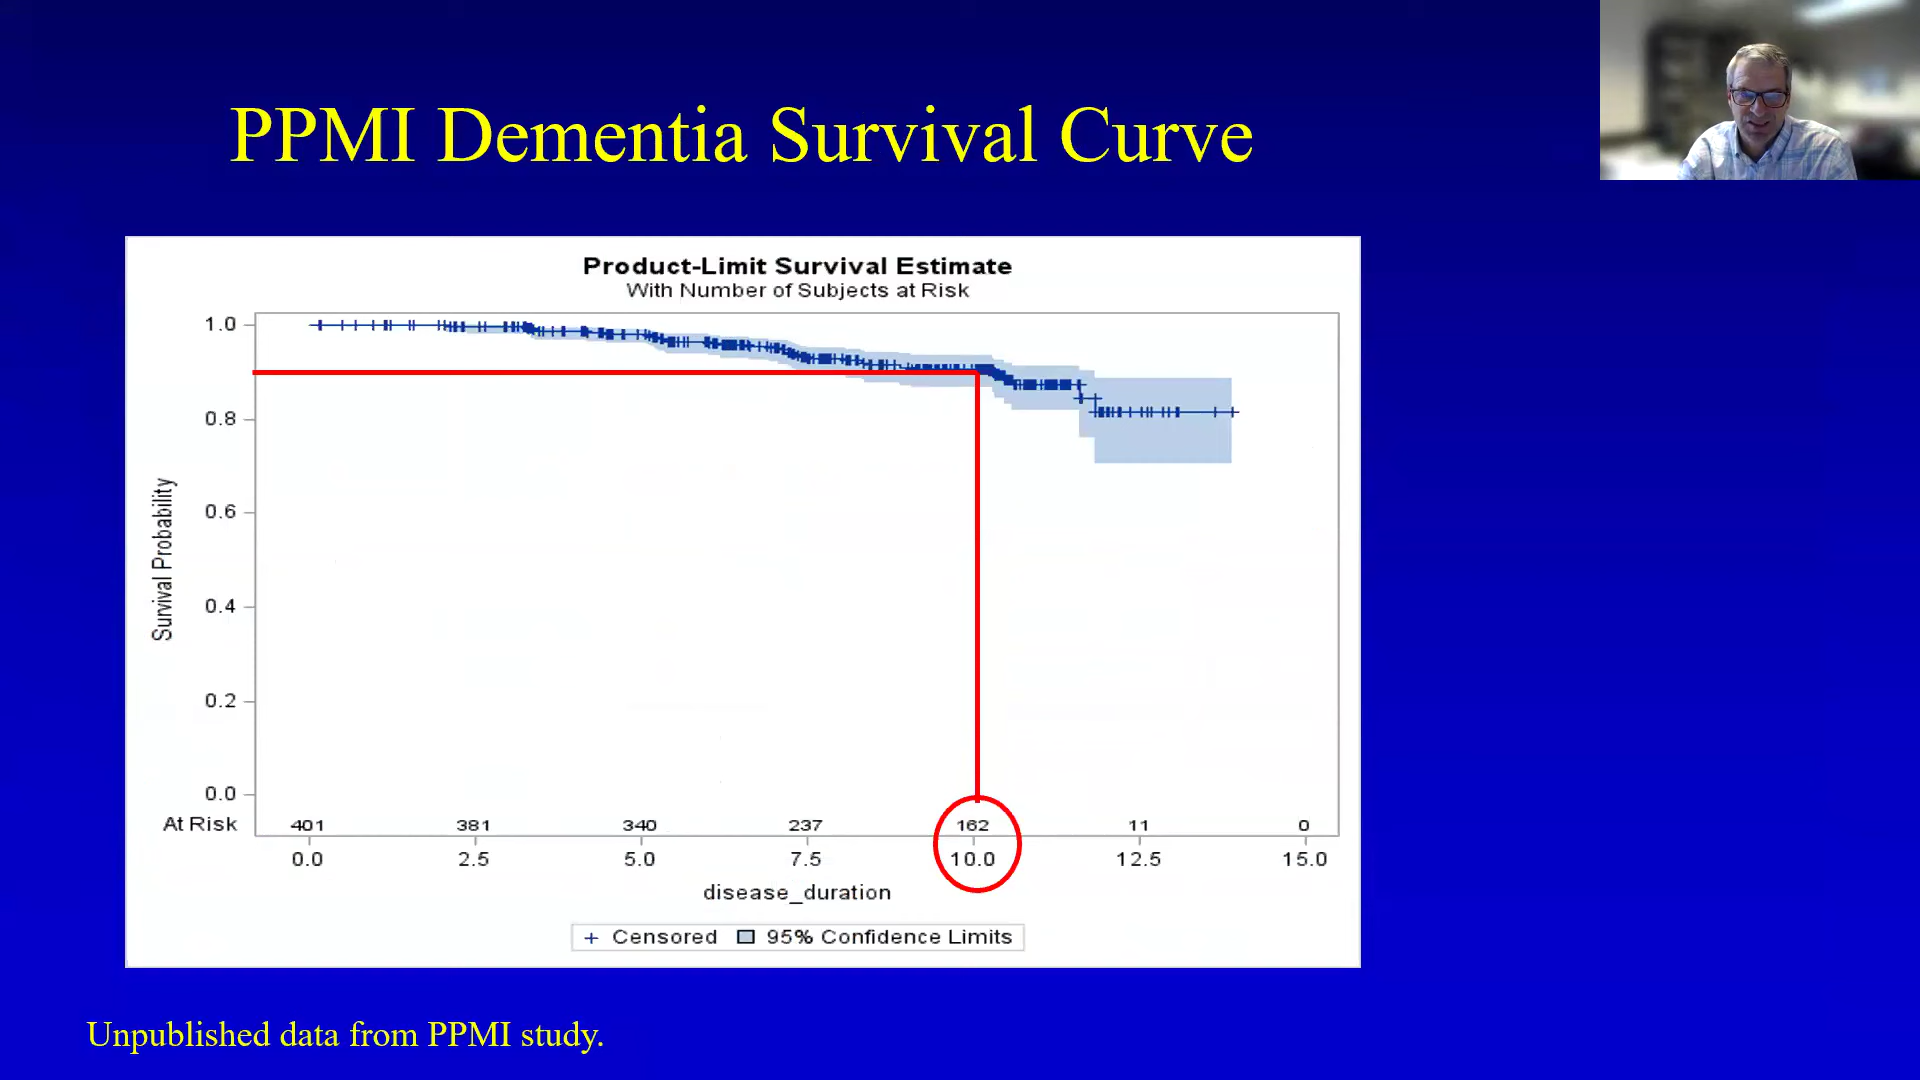 PPMI Dementia Survival Curve
Product-Limit Survival Estimate
With Number of Subjects at Risk
1.0
0.8
0.6
0.4
0.2
0.0
Survival Probability
At Risk 401 381 340 237 162 11 0
0.0 2.5 5.0 7.5 10.0 12.5 15.0
disease_duration
+ Censored 95% Confidence Limits
Unpublished data from PPMI study.